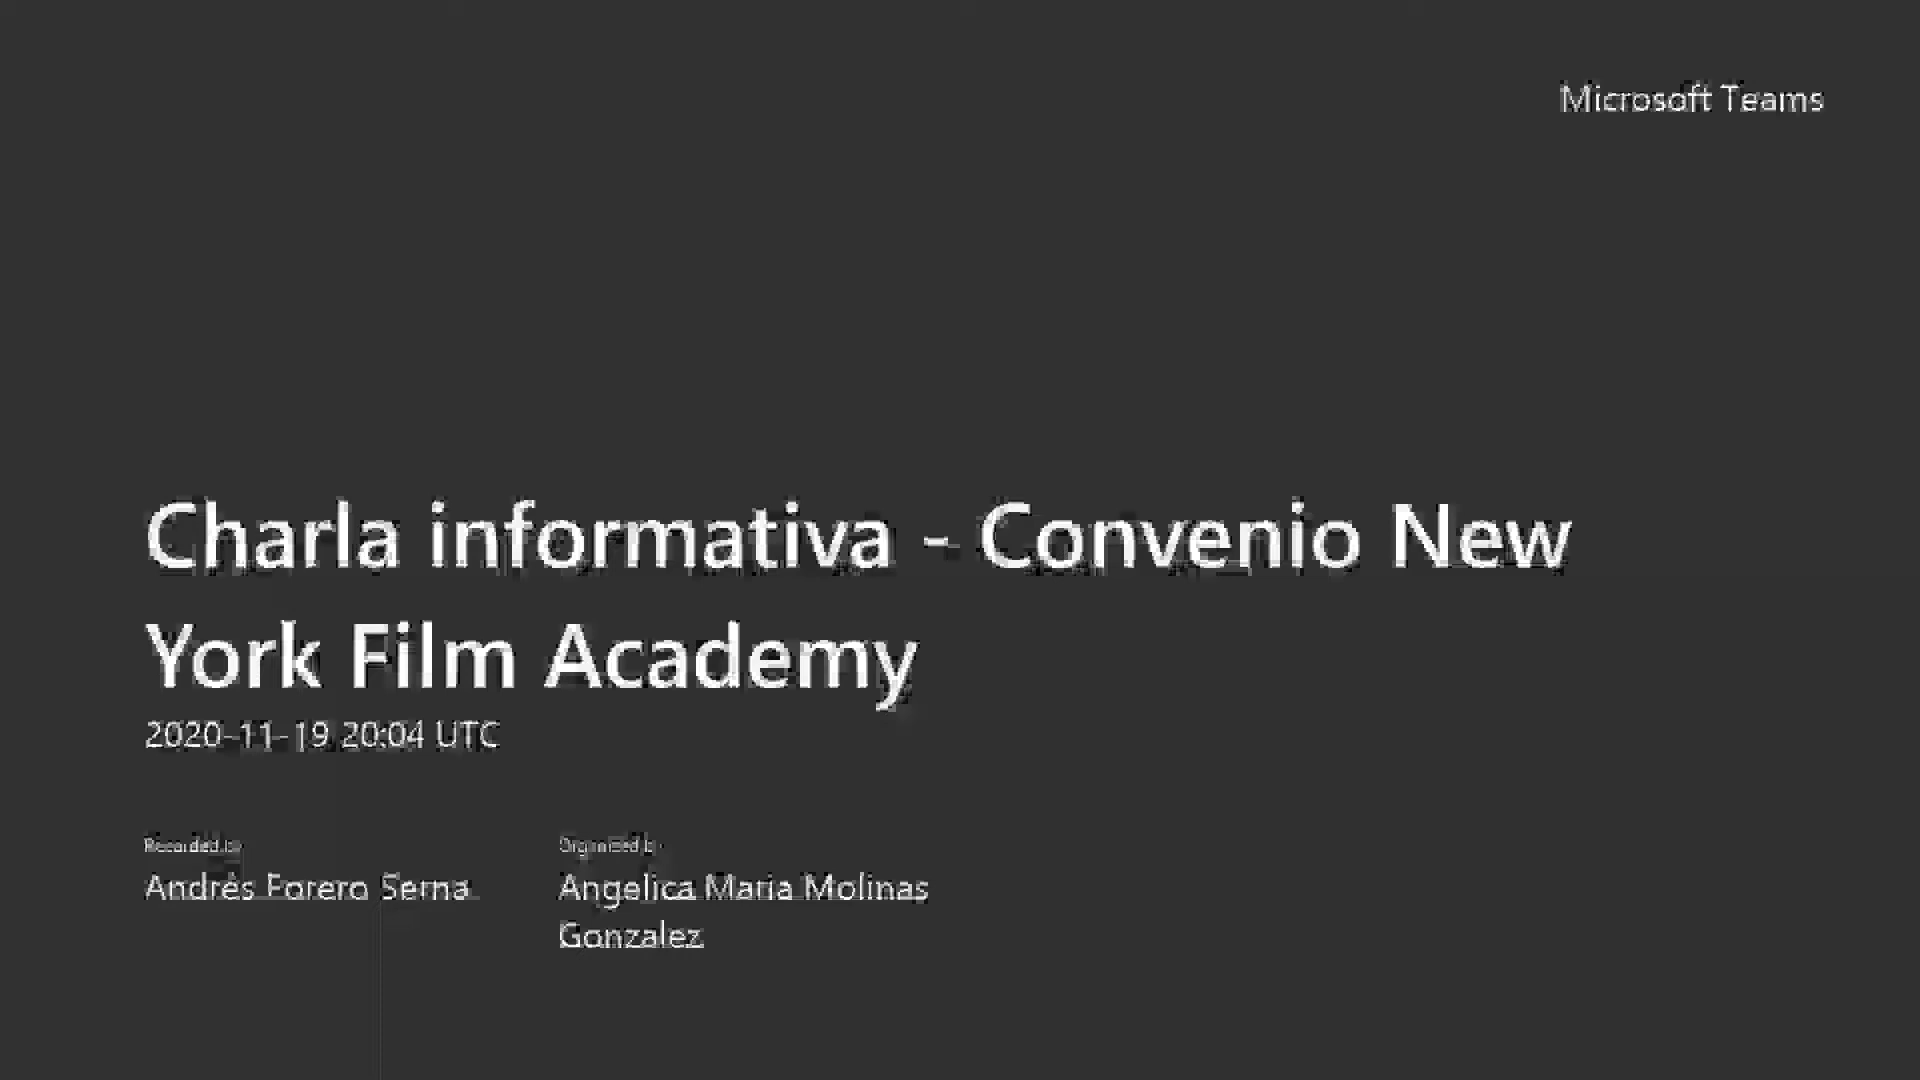 Microsoft Teams
Charla informativa - Convenio New
York Film Academy
2020-11-19 20:04 UTC
Recorded by
Organized by
Andrés Forero Serna
Angelica Maria Molinas
Gonzalez